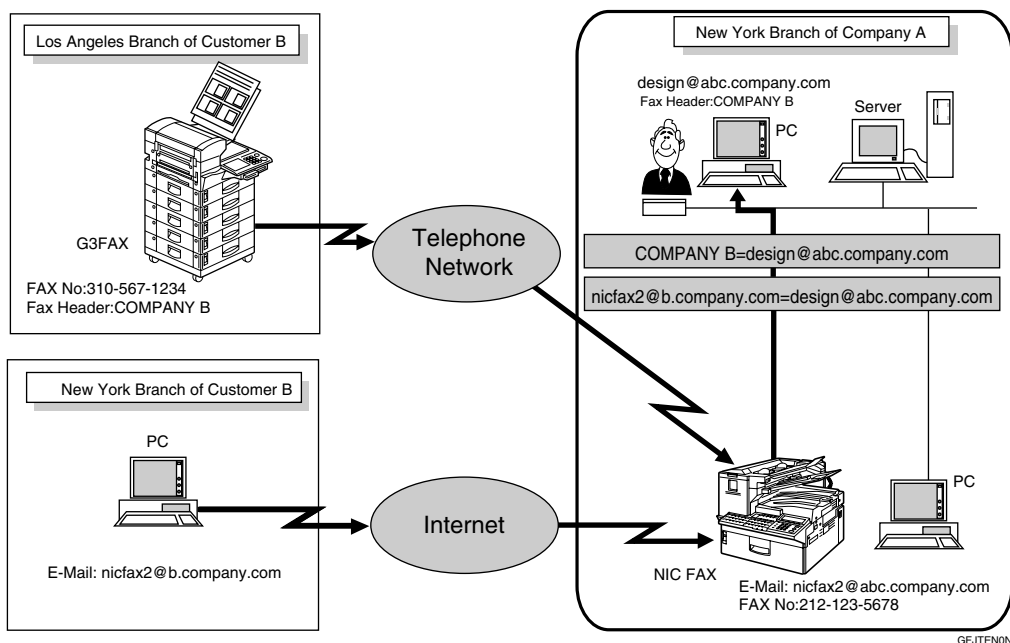 Los Angeles Branch of Customer B
G3FAX
FAX No:310-567-1234
Fax Header:COMPANY B
New York Branch of Customer B
PC
E-Mail: nicfax2@b.company.com
Telephone
Network
Internet
New York Branch of Company A
design@abc.company.com
Fax Header:COMPANY B
PC
Server
COMPANY B=design@abc.company.com
nicfax2@b.company.com=design@abc.company.com
PC
NIC FAX
E-Mail: nicfax2@abc.company.com
FAX No:212-123-5678